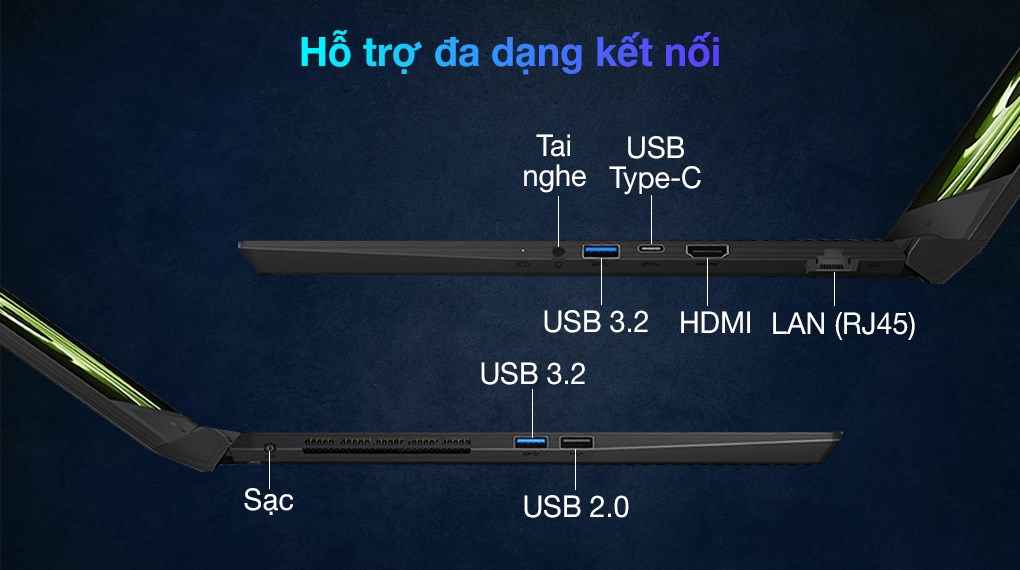 Hỗ trợ đa dạng kết nối
Tai
nghe
USB
Type-C
USB 3.2
HDMI
LAN (RJ45)
USB 3.2
Sạc
USB 2.0